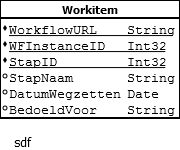 Workitem
WorkflowURL String
WFInstanceID Int32
StapID Int32
StapNaam String
DatumWegzetten Date
BedoeldVoor String
sdf